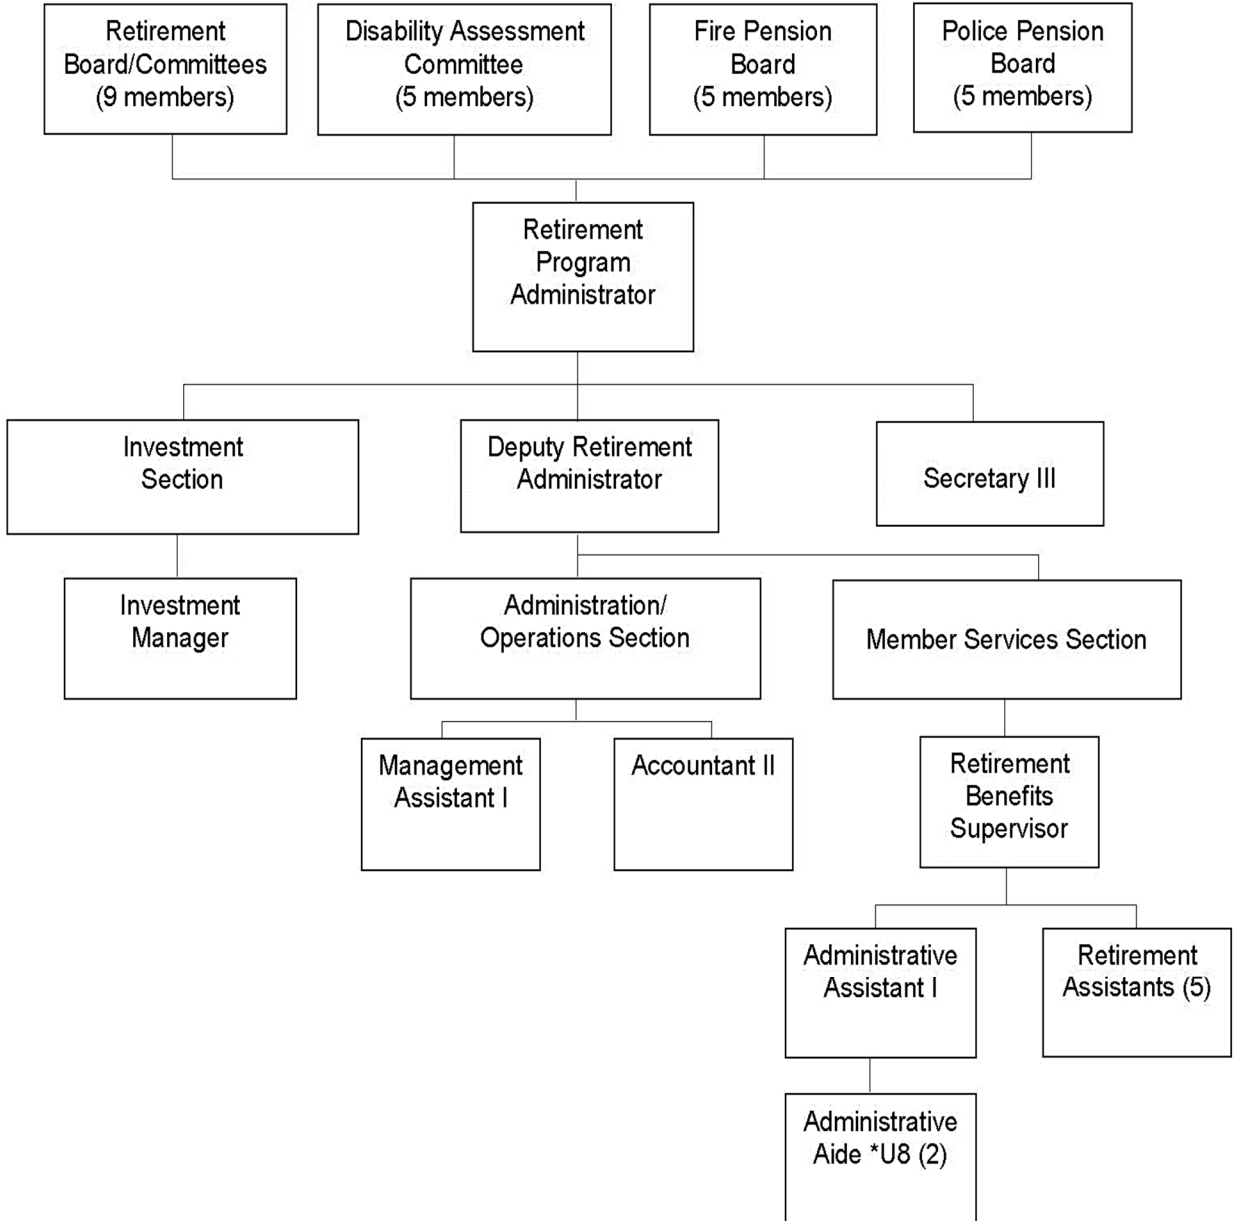 Retirement
Board/Committees
(9 members)
Disability Assessment
Committee
(5 members)
Fire Pension
Board
(5 members)
Police Pension
Board
(5 members)
Retirement
Program
Administrator
Investment
Section
Deputy Retirement
Administrator
Secretary III
Investment
Manager
Administration/
Operations Section
Member Services Section
Management
Assistant I
Accountant II
Retirement
Benefits
Supervisor
Administrative
Assistant I
Retirement
Assistants (5)
Administrative
Aide *U8 (2)